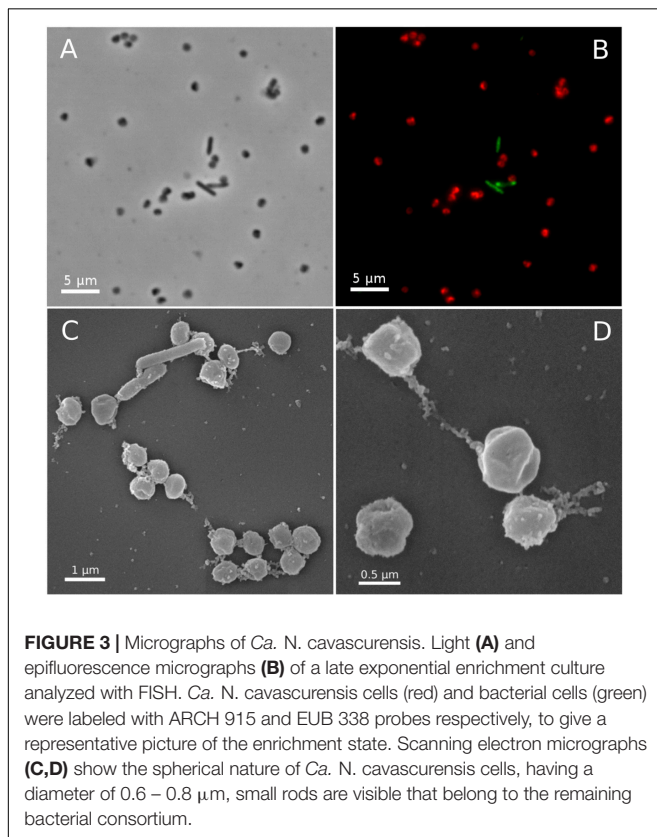 A
B
5 µm
5 µm
C
D
1 µm
0.5 µm
FIGURE 3 | Micrographs of Ca. N. cavascurensis. Light (A) and
epifluorescence micrographs (B) of a late exponential enrichment culture
analyzed with FISH. Ca. N. cavascurensis cells (red) and bacterial cells (green)
were labeled with ARCH 915 and EUB 338 probes respectively, to give a
representative picture of the enrichment state. Scanning electron micrographs
(C,D) show the spherical nature of Ca. N. cavascurensis cells, having a
diameter of 0.6 – 0.8 µm, small rods are visible that belong to the remaining
bacterial consortium.